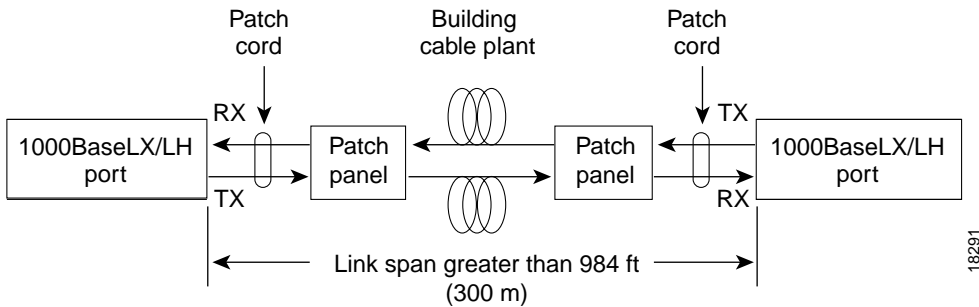 Patch
cord
Building
cable plant
Patch
cord
RX
TX
1000BaseLX/LH
port
Patch
panel
Patch
panel
1000BaseLX/LH
port
TX
RX
Link span greater than 984 ft
(300 m)
18291